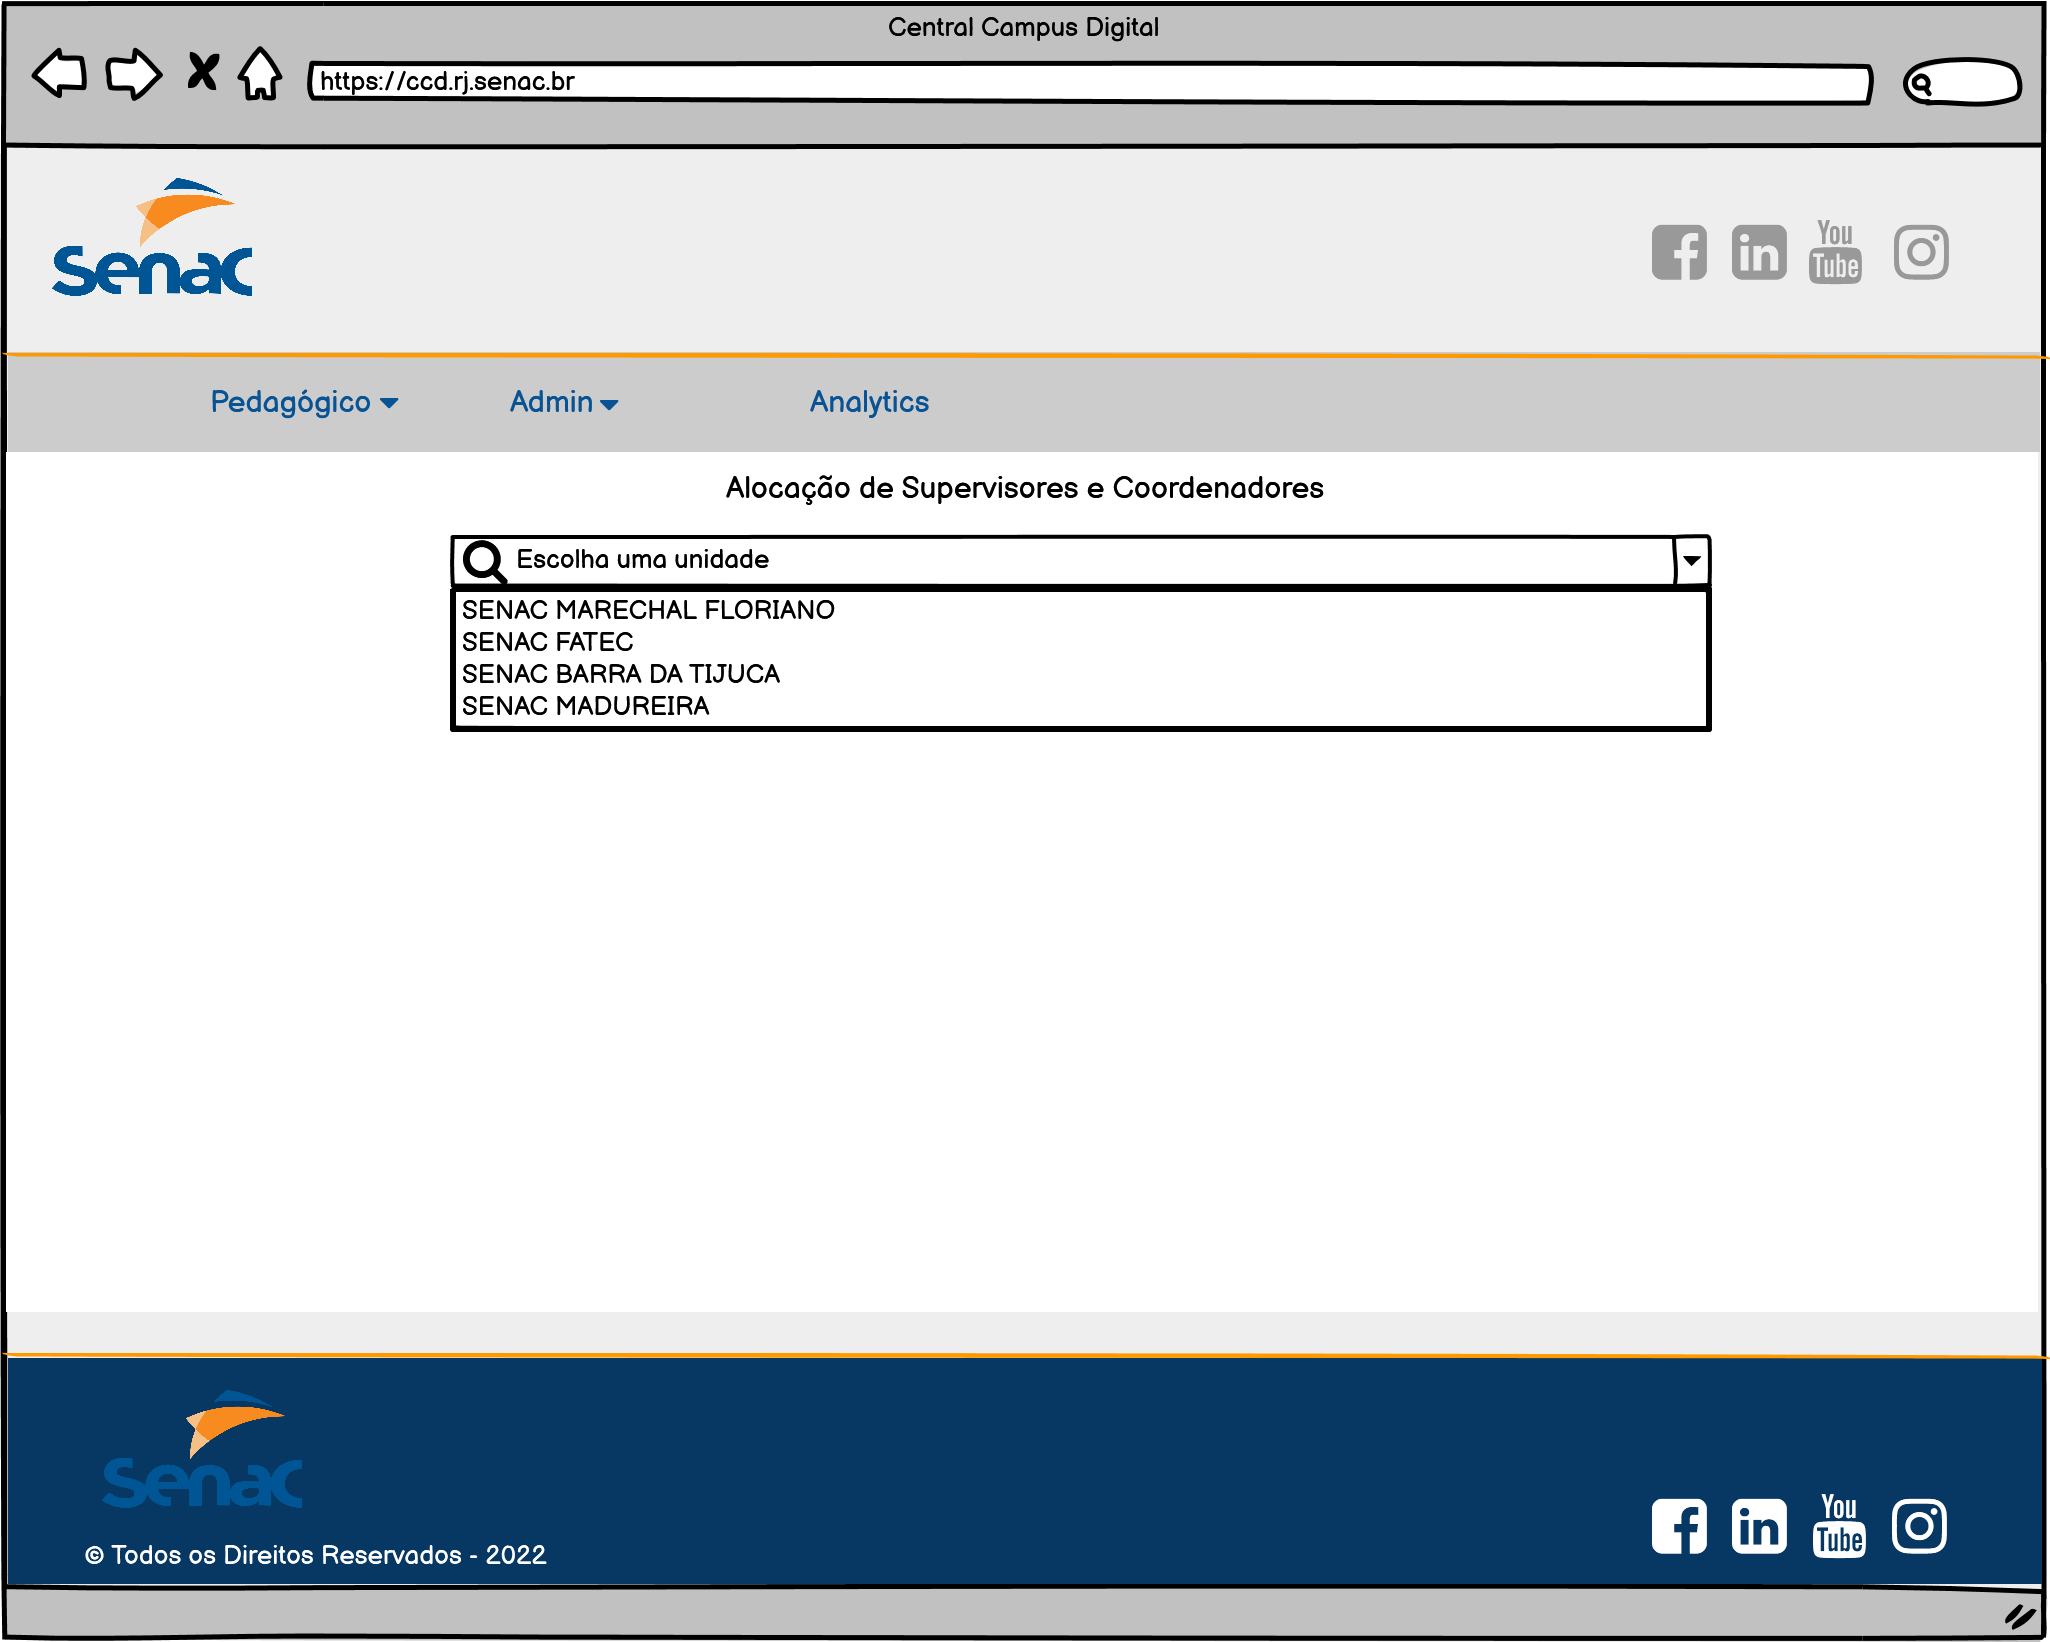 Central Campus Digital
https://ccd.rj.senac.br
Senac
You
Tube
Pedagógico Admin Analytics
Alocação de Supervisores e Coordenadores
Escolha uma unidade
SENAC MARECHAL FLORIANO
SENAC FATEC
SENAC BARRA DA TIJUCA
SENAC MADUREIRA
Senac
You
Tube
© Todos os Direitos Reservados - 2022